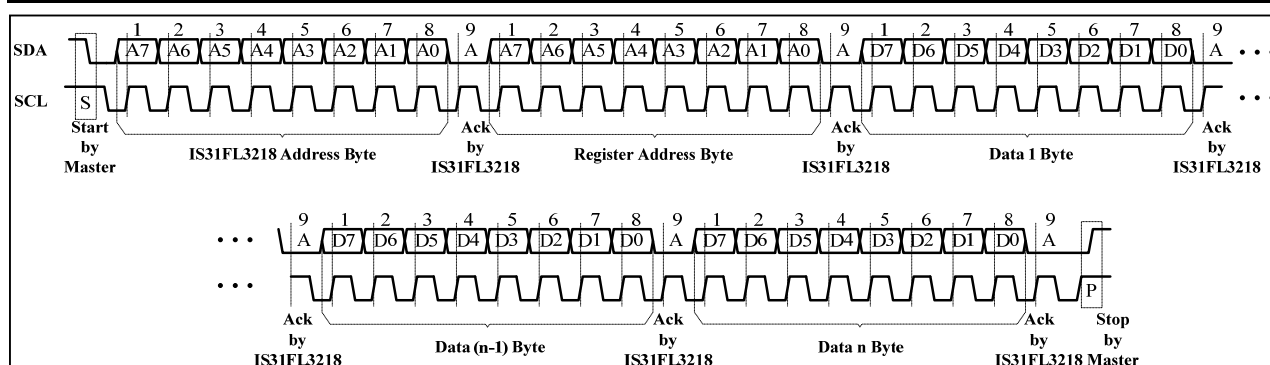 1 2 3 4 5 6 7 8 9 1 2 3 4 5 6 7 8 9 1 2 3 4 5 6 7 8 9
SDA A7 A6 A5 A4 A3 A2 A1 A0 A A7 A6 A5 A4 A3 A2 A1 A0 A D7 D6 D5 D4 D3 D2 D1 D0 A • • •
SCL S • • •
Start by Master
IS31FL3218 Address Byte
Ack by IS31FL3218
Register Address Byte
Ack by IS31FL3218
Data 1 Byte
Ack by IS31FL3218
9 1 2 3 4 5 6 7 8 9 1 2 3 4 5 6 7 8 9
• • • A D7 D6 D5 D4 D3 D2 D1 D0 A D7 D6 D5 D4 D3 D2 D1 D0 A
• • • P
Ack by IS31FL3218
Data (n-1) Byte
Ack by IS31FL3218
Data n Byte
Ack by IS31FL3218
Stop by Master